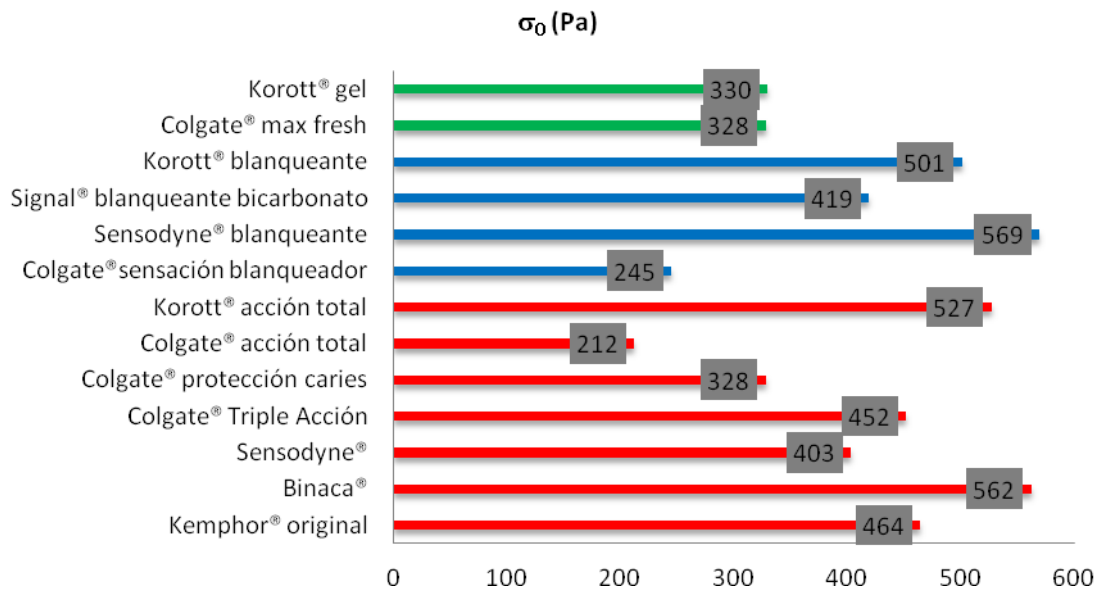 σ₀ (Pa)
Korott® gel 330
Colgate® max fresh 328
Korott® blanqueante 501
Signal® blanqueante bicarbonato 419
Sensodyne® blanqueante 569
Colgate®sensación blanqueador 245
Korott® acción total 527
Colgate® acción total 212
Colgate® protección caries 328
Colgate® Triple Acción 452
Sensodyne® 403
Binaca® 562
Kemphor® original 464
0 100 200 300 400 500 600